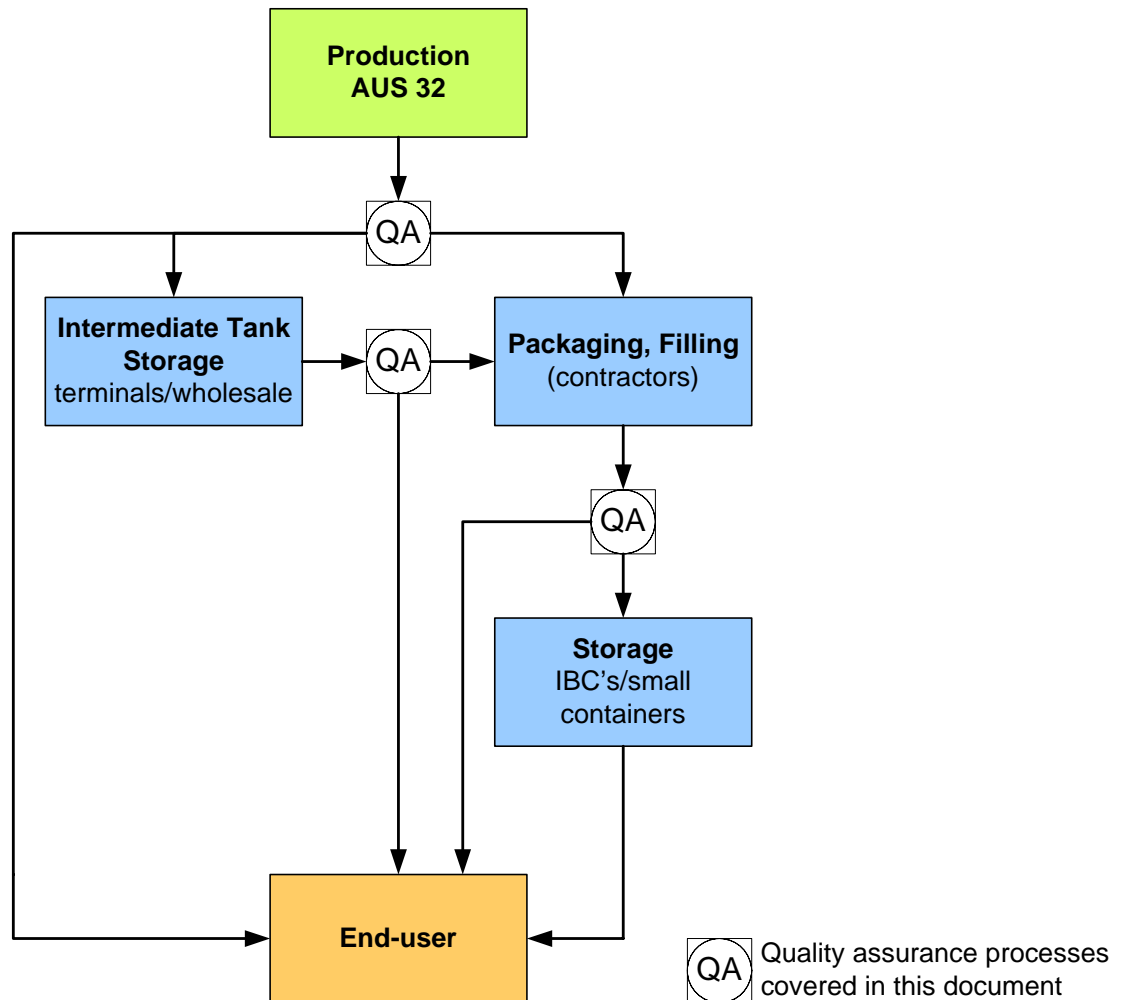 Production
AUS 32
QA
Intermediate Tank
Storage
terminals/wholesale
QA
Packaging, Filling
(contractors)
QA
Storage
IBC's/small
containers
End-user
QA
Quality assurance processes
covered in this document